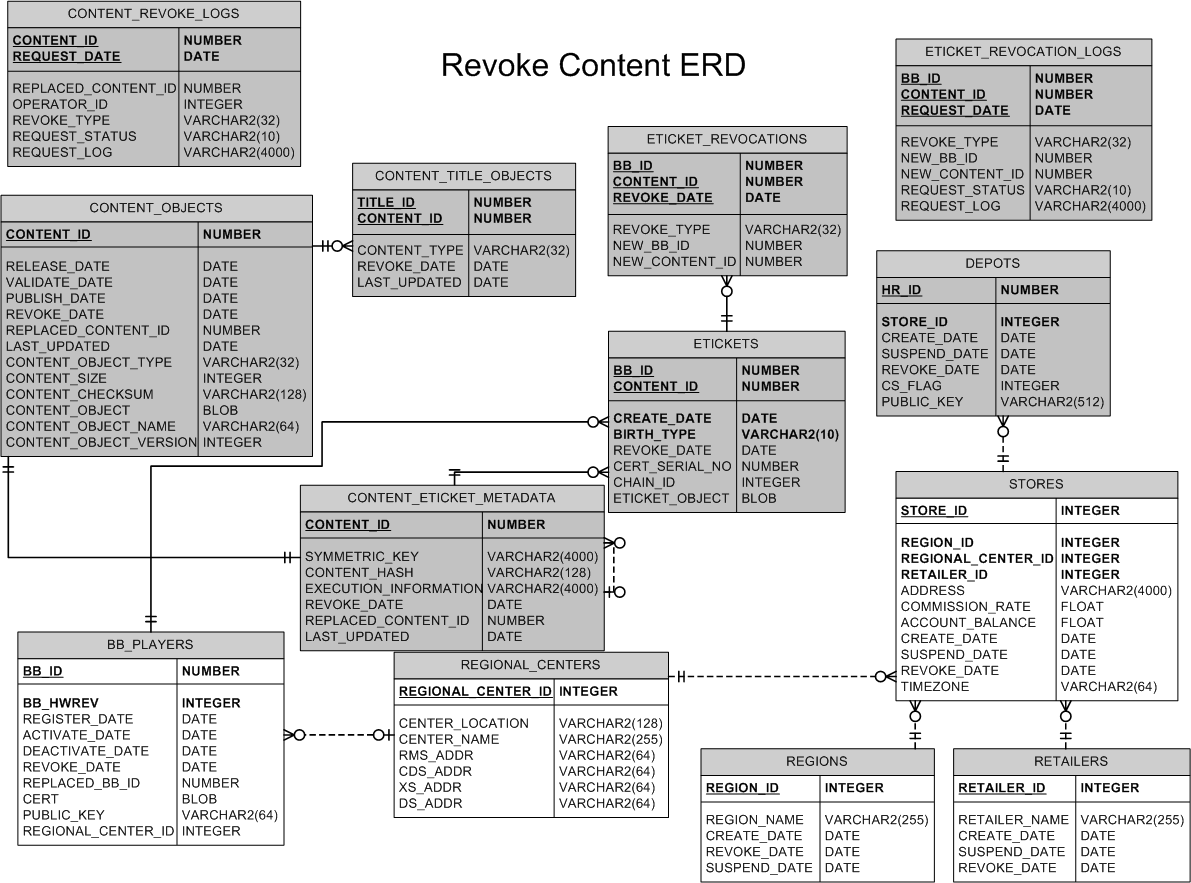 Revoke Content ERD
CONTENT_REVOKE_LOGS
CONTENT_ID NUMBER
REQUEST_DATE DATE
REPLACED_CONTENT_ID NUMBER
OPERATOR_ID INTEGER
REVOKE_TYPE VARCHAR2(32)
REQUEST_STATUS VARCHAR2(10)
REQUEST_LOG VARCHAR2(4000)
ETICKET_REVOCATION_LOGS
BB_ID NUMBER
CONTENT_ID NUMBER
REQUEST_DATE DATE
REVOKE_TYPE VARCHAR2(32)
NEW_BB_ID NUMBER
NEW_CONTENT_ID NUMBER
REQUEST_STATUS VARCHAR2(10)
REQUEST_LOG VARCHAR2(4000)
ETICKET_REVOCATIONS
BB_ID NUMBER
CONTENT_ID NUMBER
REVOKE_DATE DATE
REVOKE_TYPE VARCHAR2(32)
NEW_BB_ID NUMBER
NEW_CONTENT_ID NUMBER
CONTENT_TITLE_OBJECTS
TITLE_ID NUMBER
CONTENT_ID NUMBER
CONTENT_TYPE VARCHAR2(32)
REVOKE_DATE DATE
LAST_UPDATED DATE
CONTENT_OBJECTS
CONTENT_ID NUMBER
RELEASE_DATE DATE
VALIDATE_DATE DATE
PUBLISH_DATE DATE
REVOKE_DATE DATE
REPLACED_CONTENT_ID NUMBER
LAST_UPDATED DATE
CONTENT_OBJECT_TYPE VARCHAR2(32)
CONTENT_SIZE INTEGER
CONTENT_CHECKSUM VARCHAR2(128)
CONTENT_OBJECT BLOB
CONTENT_OBJECT_NAME VARCHAR2(64)
CONTENT_OBJECT_VERSION INTEGER
DEPOTS
HR_ID NUMBER
STORE_ID INTEGER
CREATE_DATE DATE
SUSPEND_DATE DATE
REVOKE_DATE DATE
CS_FLAG INTEGER
PUBLIC_KEY VARCHAR2(512)
ETICKETS
BB_ID NUMBER
CONTENT_ID NUMBER
CREATE_DATE DATE
BIRTH_TYPE VARCHAR2(10)
REVOKE_DATE DATE
CERT_SERIAL_NO NUMBER
CHAIN_ID INTEGER
ETICKET_OBJECT BLOB
CONTENT_ETICKET_METADATA
CONTENT_ID NUMBER
SYMMETRIC_KEY VARCHAR2(4000)
CONTENT_HASH VARCHAR2(128)
EXECUTION_INFORMATION VARCHAR2(4000)
REVOKE_DATE DATE
REPLACED_CONTENT_ID NUMBER
LAST_UPDATED DATE
STORES
STORE_ID INTEGER
REGION_ID INTEGER
REGIONAL_CENTER_ID INTEGER
RETAILER_ID INTEGER
ADDRESS VARCHAR2(4000)
COMMISSION_RATE FLOAT
ACCOUNT_BALANCE FLOAT
CREATE_DATE DATE
SUSPEND_DATE DATE
REVOKE_DATE DATE
TIMEZONE VARCHAR2(64)
BB_PLAYERS
BB_ID NUMBER
BB_HWREV INTEGER
REGISTER_DATE DATE
ACTIVATE_DATE DATE
DEACTIVATE_DATE DATE
REVOKE_DATE DATE
REPLACED_BB_ID NUMBER
CERT BLOB
PUBLIC_KEY VARCHAR2(64)
REGIONAL_CENTER_ID INTEGER
REGIONAL_CENTERS
REGIONAL_CENTER_ID INTEGER
CENTER_LOCATION VARCHAR2(128)
CENTER_NAME VARCHAR2(255)
RMS_ADDR VARCHAR2(64)
CDS_ADDR VARCHAR2(64)
XS_ADDR VARCHAR2(64)
DS_ADDR VARCHAR2(64)
REGIONS
REGION_ID INTEGER
REGION_NAME VARCHAR2(255)
CREATE_DATE DATE
REVOKE_DATE DATE
SUSPEND_DATE DATE
RETAILERS
RETAILER_ID INTEGER
RETAILER_NAME VARCHAR2(255)
CREATE_DATE DATE
SUSPEND_DATE DATE
REVOKE_DATE DATE